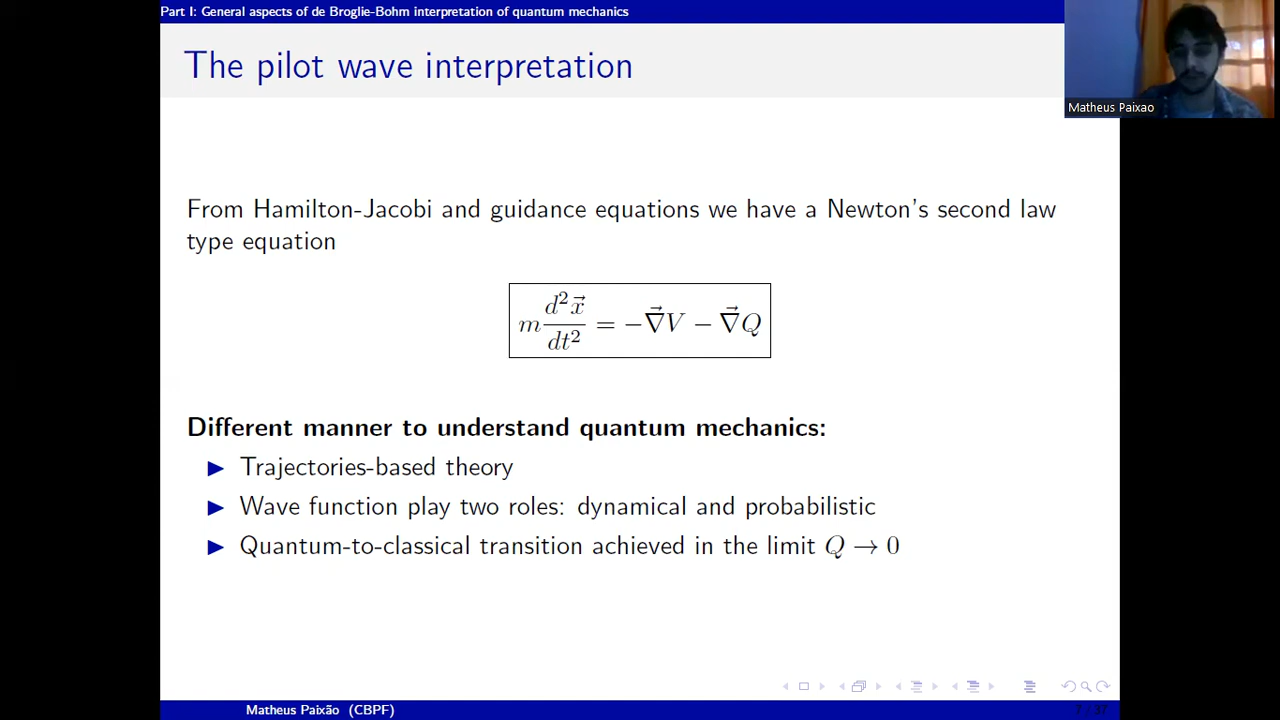 Part I: General aspects of de Broglie-Bohm interpretation of quantum mechanics
The pilot wave interpretation
Matheus Paixao
From Hamilton-Jacobi and guidance equations we have a Newton's second law
type equation
m d²x⃗/dt² = −∇⃗V − ∇⃗Q
Different manner to understand quantum mechanics:
▶ Trajectories-based theory
▶ Wave function play two roles: dynamical and probabilistic
▶ Quantum-to-classical transition achieved in the limit Q → 0
Matheus Paixão (CBPF)
7 / 37